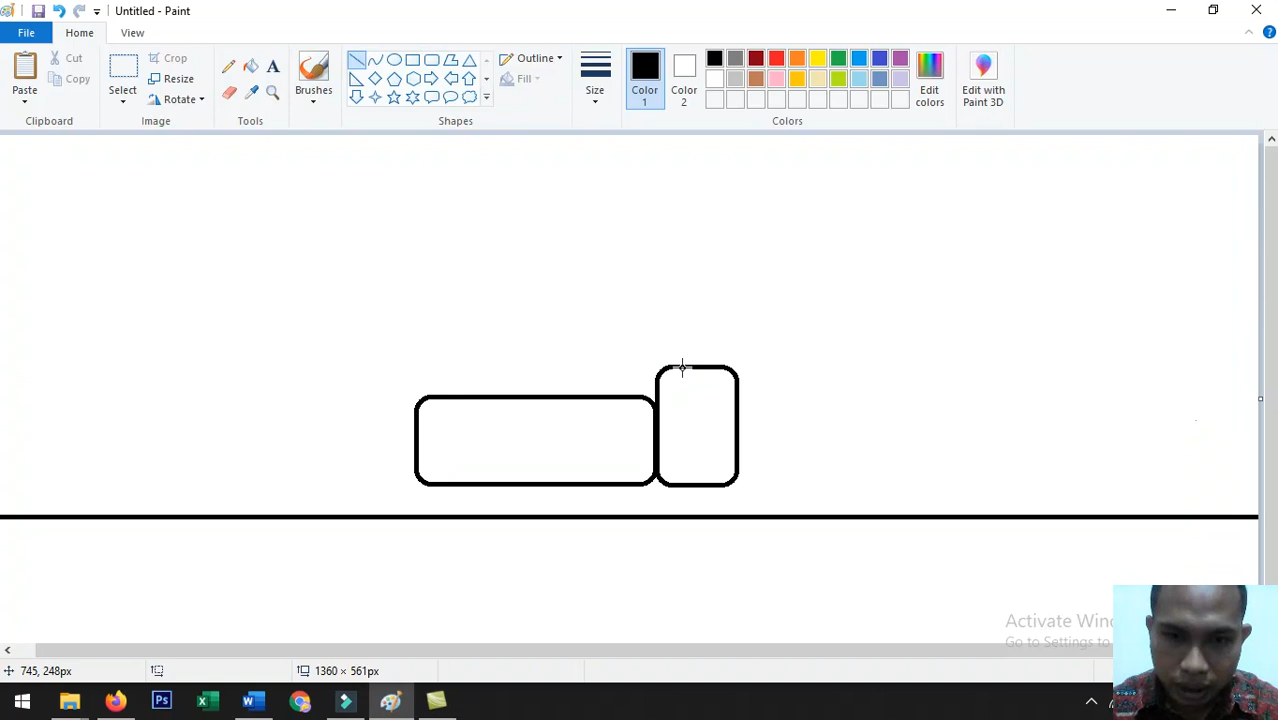 Untitled - Paint
File
Home
View
Paste
Cut
Copy
Clipboard
Select
Crop
Resize
Rotate
Image
Tools
Brushes
Shapes
Outline
Fill
Size
Color
1
Color
2
Colors
Edit
colors
Edit with
Paint 3D
Activate Win
Go to Settings to
745, 248px
1360 × 561px
Ps